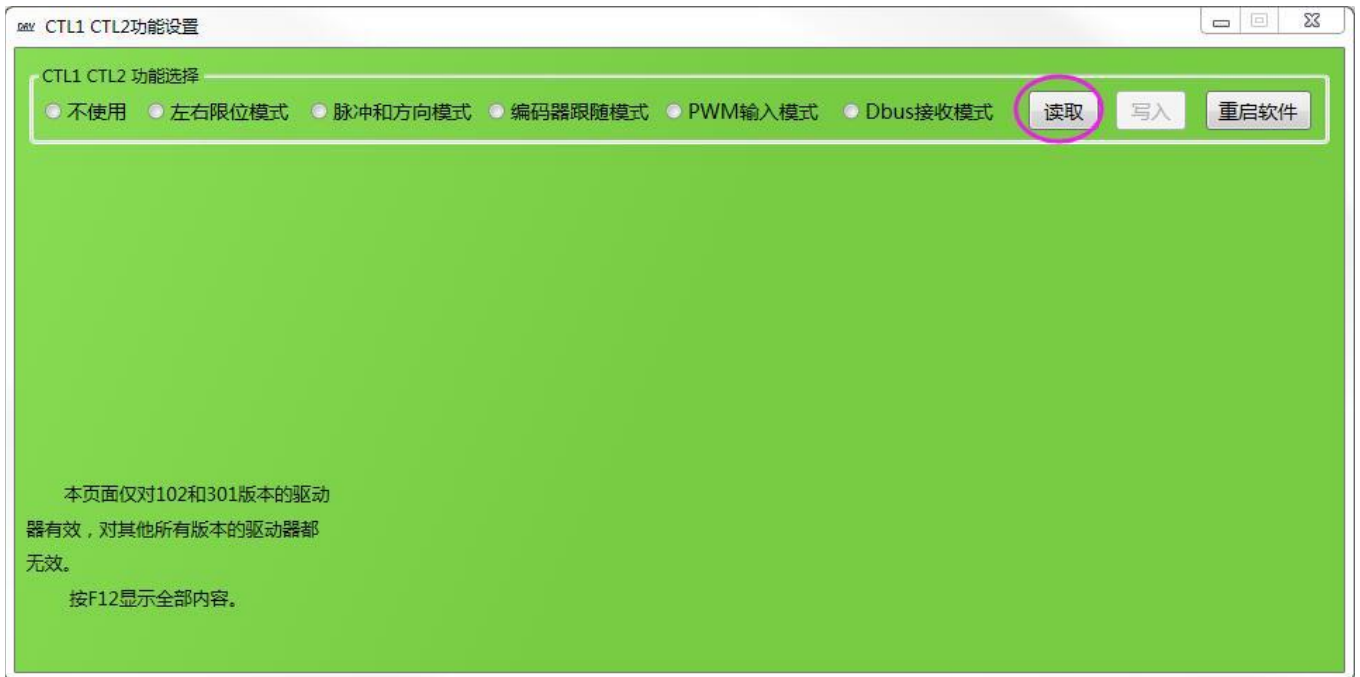 DRV CTL1 CTL2功能设置
CTL1 CTL2 功能选择
不使用 左右限位模式 脉冲和方向模式 编码器跟随模式 PWM输入模式 Dbus接收模式 读取 写入 重启软件
本页面仅对102和301版本的驱动
器有效，对其他所有版本的驱动器都
无效。
按F12显示全部内容。